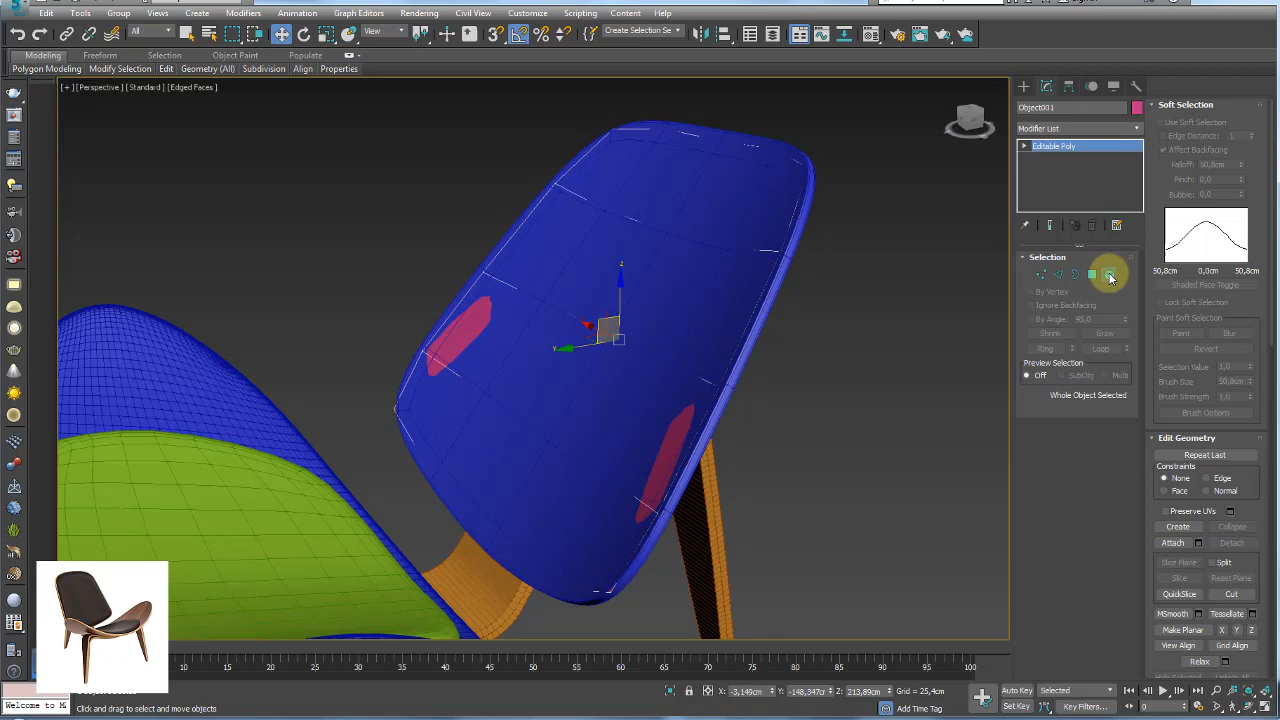 Edit Tools Group Views Create Modifiers Animation Graph Editors Rendering Civil View Customize Scripting Content Help
All View Create Selection Se
Modeling Freeform Selection Object Paint Populate
Polygon Modeling Modify Selection Edit Geometry (All) Subdivision Align Properties
[+] [Perspective] [Standard] [Edged Faces]
z
y
Object001
Modifier List
Editable Poly
Selection
By Vertex
Ignore Backfacing
By Angle: 45,0
Shrink Grow
Ring Loop
Preview Selection
Off SubObj Multi
Whole Object Selected
Soft Selection
Use Soft Selection
Edge Distance: 1
Affect Backfacing
Falloff: 50,8cm
Pinch: 0,0
Bubble: 0,0
50,8cm 0,0cm 50,8cm
Shaded Face Toggle
Lock Soft Selection
Paint Soft Selection
Paint Blur
Revert
Selection Value 1,0
Brush Size 50,8cm
Brush Strength 1,0
Brush Options
Edit Geometry
Repeat Last
Constraints
None Edge
Face Normal
Preserve UVs
Create Collapse
Attach Detach
Slice Plane Split
Slice Reset Plane
QuickSlice Cut
MSmooth Tessellate
Make Planar X Y Z
View Align Grid Align
Relax
10 15 20 25 30 35 40 45 50 55 60 65 70 75 80 85 90 95 100
X: -3,149cm Y: -148,347cm Z: 213,89cm Grid = 25,4cm
Auto Key Selected
Welcome to M
Click and drag to select and move objects
Add Time Tag
Set Key Key Filters... 0